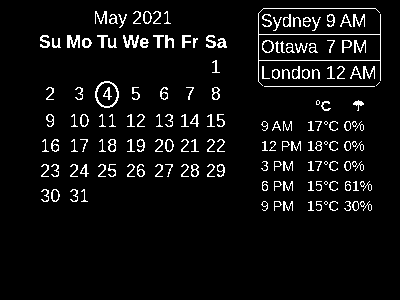 May 2021
Su Mo Tu We Th Fr Sa
1
2 3 4 5 6 7 8
9 10 11 12 13 14 15
16 17 18 19 20 21 22
23 24 25 26 27 28 29
30 31
Sydney 9 AM
Ottawa 7 PM
London 12 AM
°C ☂
9 AM 17°C 0%
12 PM 18°C 0%
3 PM 17°C 0%
6 PM 15°C 61%
9 PM 15°C 30%